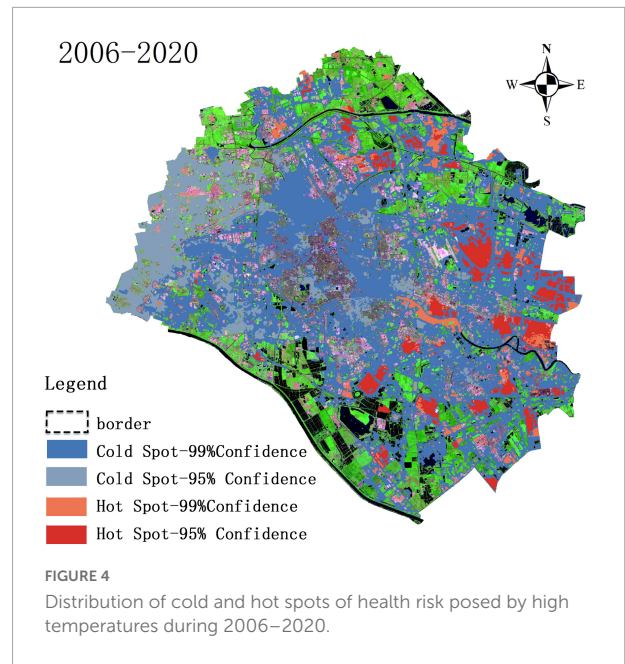 2006-2020
N
W E
S
Legend
border
Cold Spot-99%Confidence
Cold Spot-95% Confidence
Hot Spot-99%Confidence
Hot Spot-95% Confidence
FIGURE 4
Distribution of cold and hot spots of health risk posed by high
temperatures during 2006–2020.